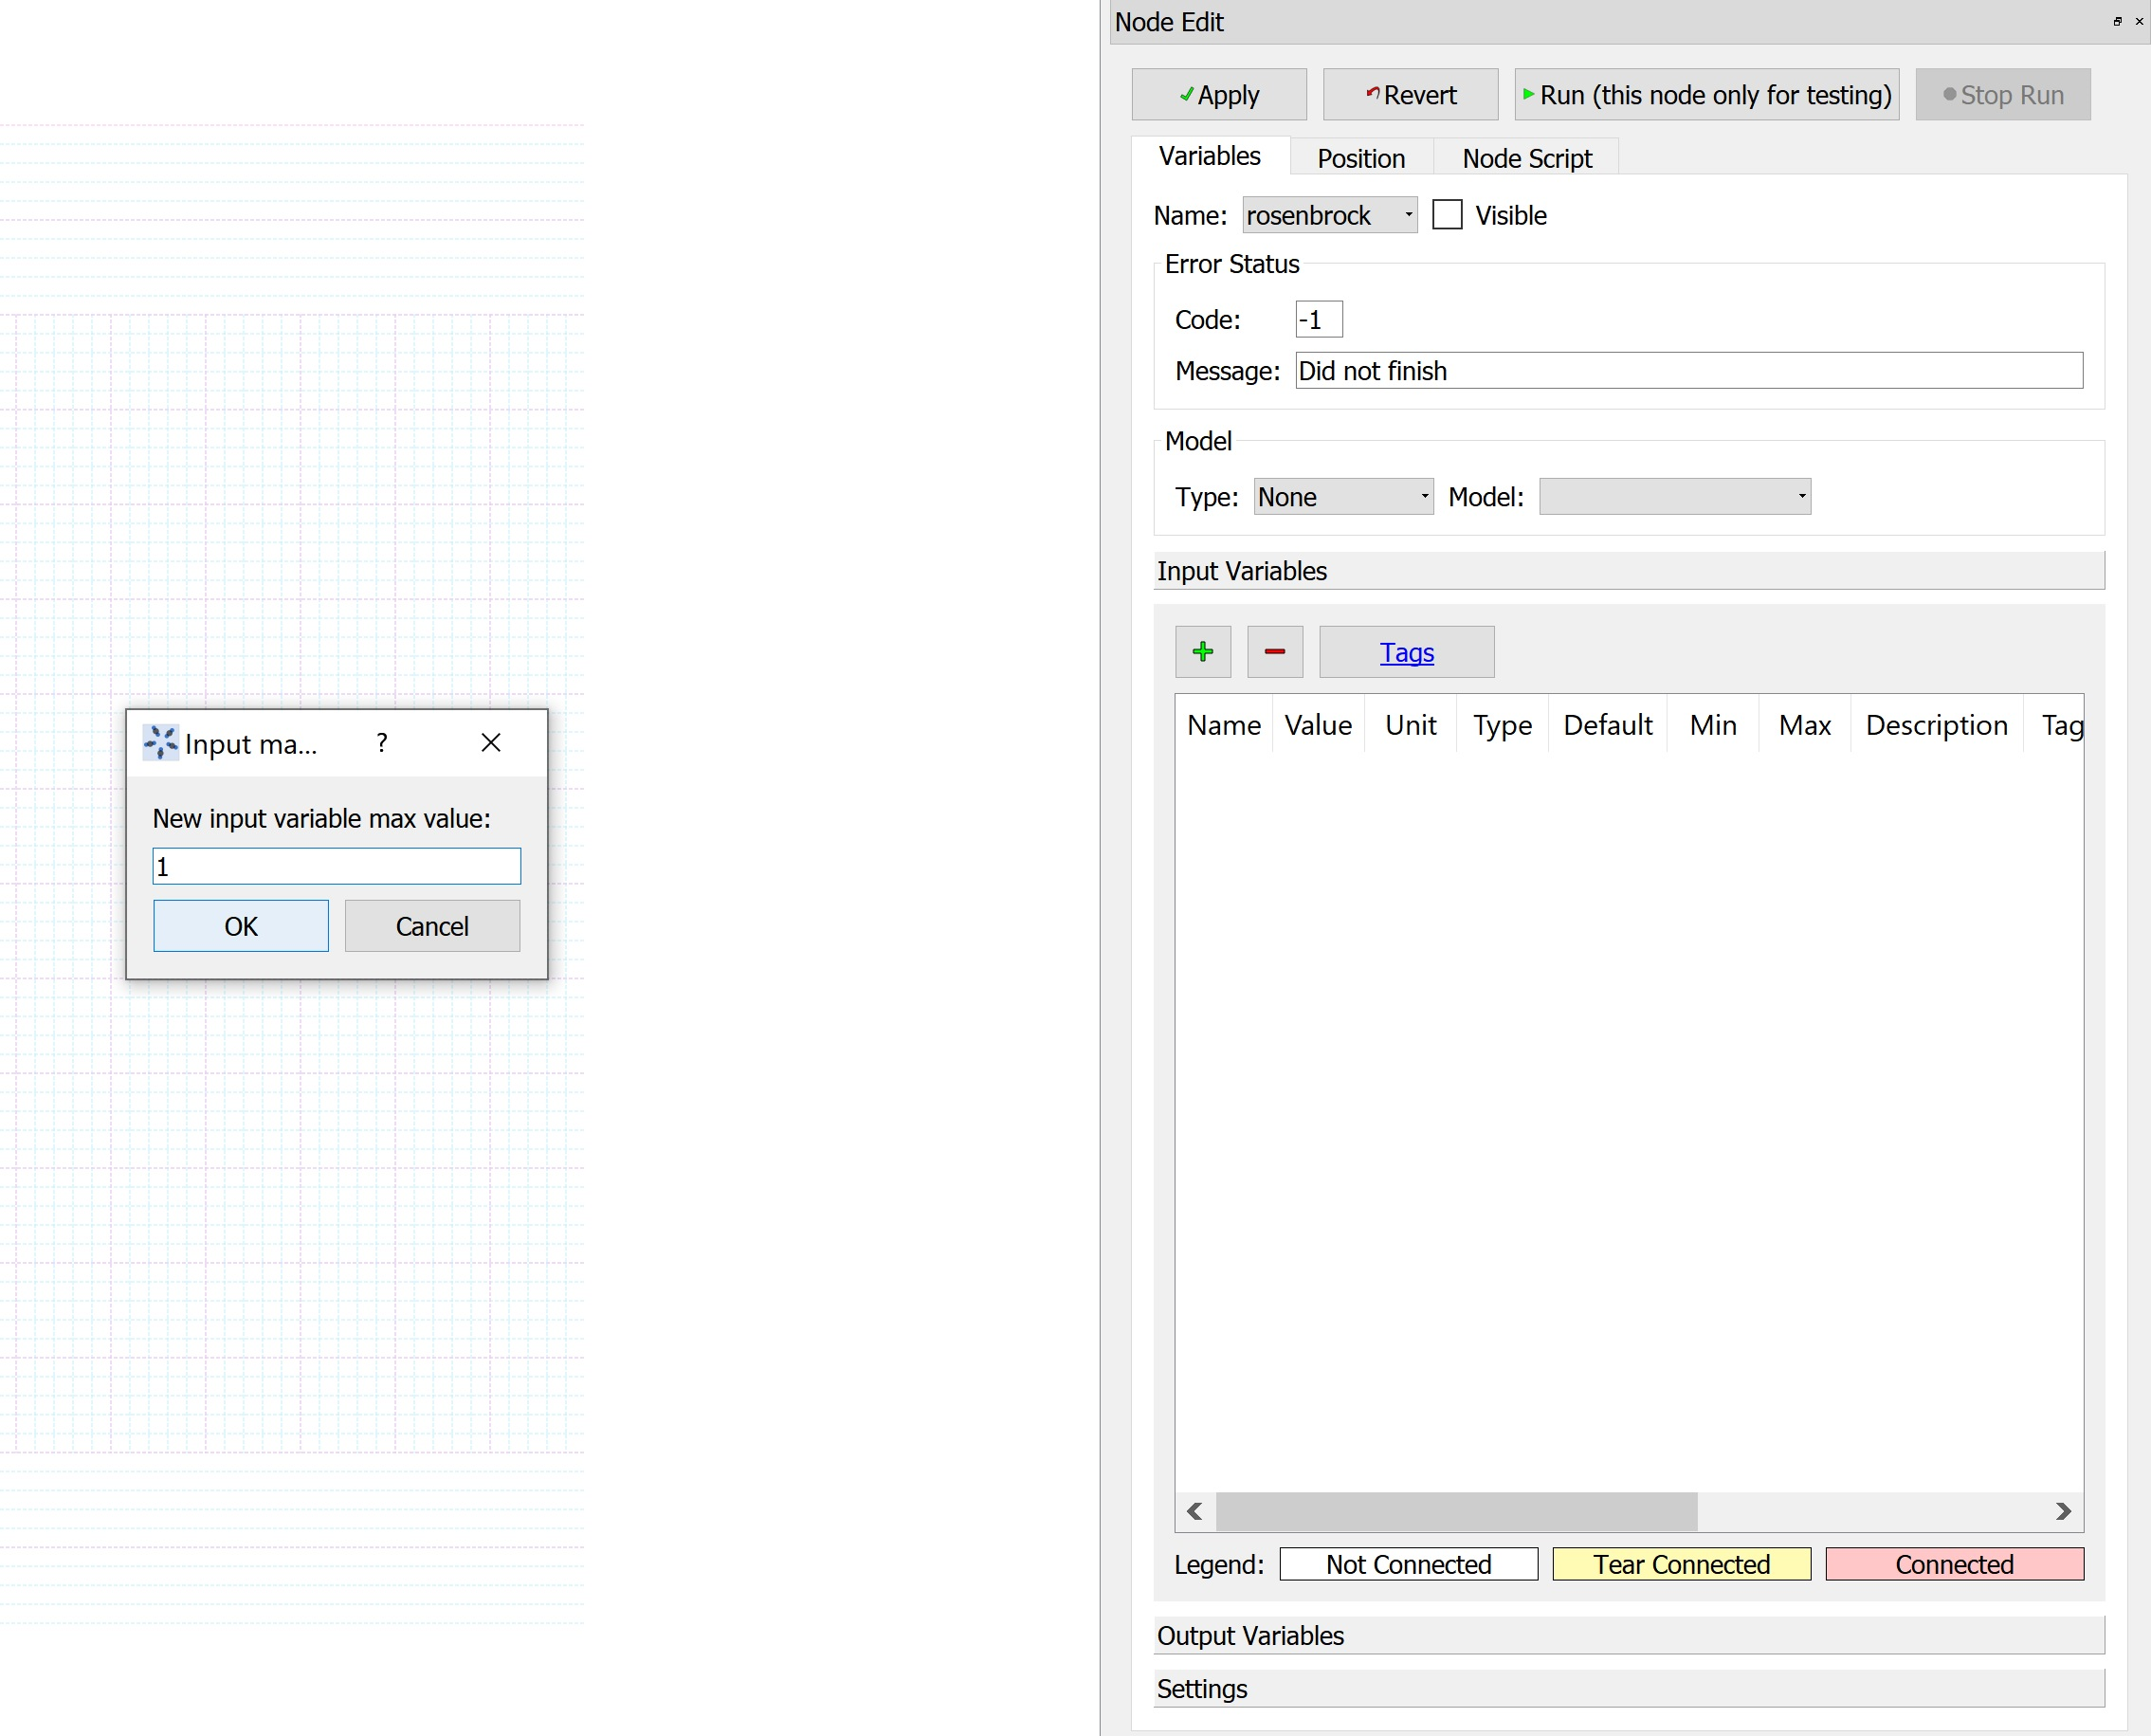 Node Edit
Apply Revert Run (this node only for testing) Stop Run
Variables Position Node Script
Name: rosenbrock Visible
Error Status
Code: -1
Message: Did not finish
Model
Type: None Model:
Input Variables
Tags
Name Value Unit Type Default Min Max Description Tag
Legend: Not Connected Tear Connected Connected
Output Variables
Settings
Input ma... ?
New input variable max value:
1
OK Cancel